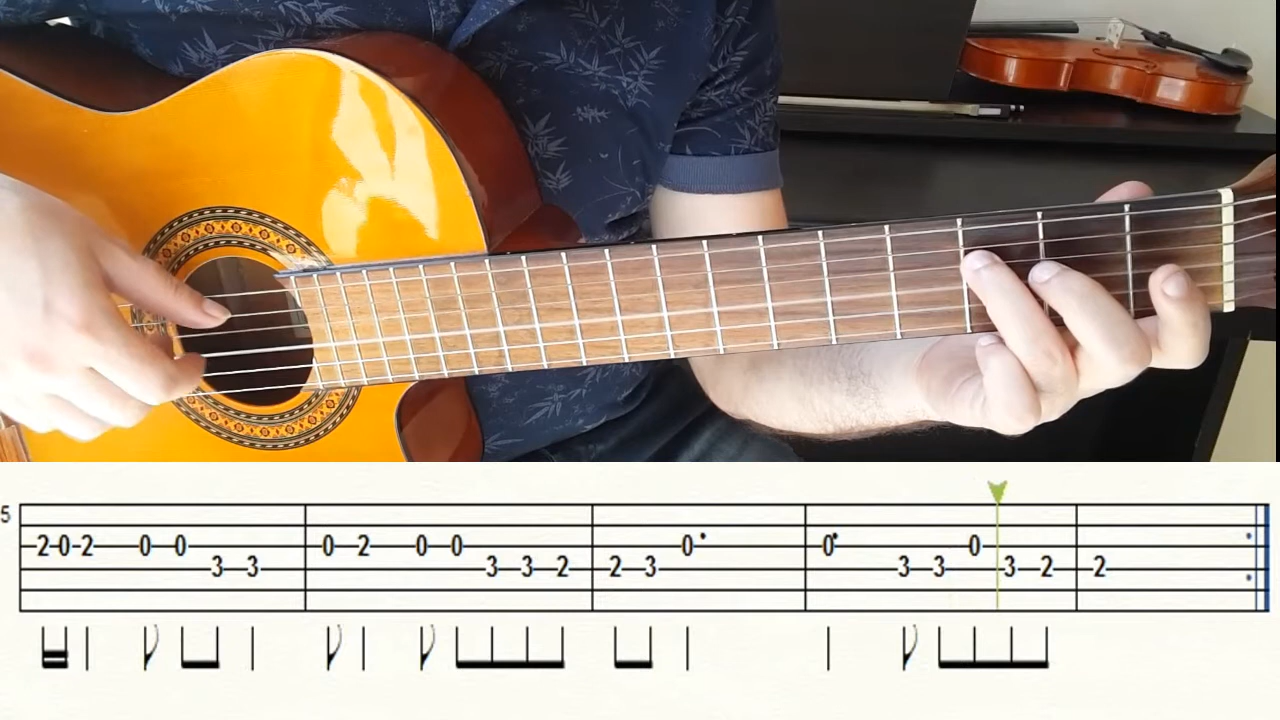 5
2 0 2 0 0 0 2 0 0 0 0 0
3 3 3 3 2 2 3 3 3 3 2 2